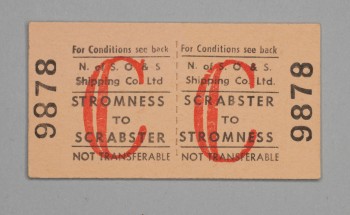 9878
For Conditions see back
N. of S. O. & S.
Shipping Co. Ltd
STROMNESS
TO
SCRABSTER
NOT TRANSFERABLE
C
For Conditions see back
N. of S. O. & S.
Shipping Co. Ltd.
SCRABSTER
TO
STROMNESS
NOT TRANSFERABLE
C
9878